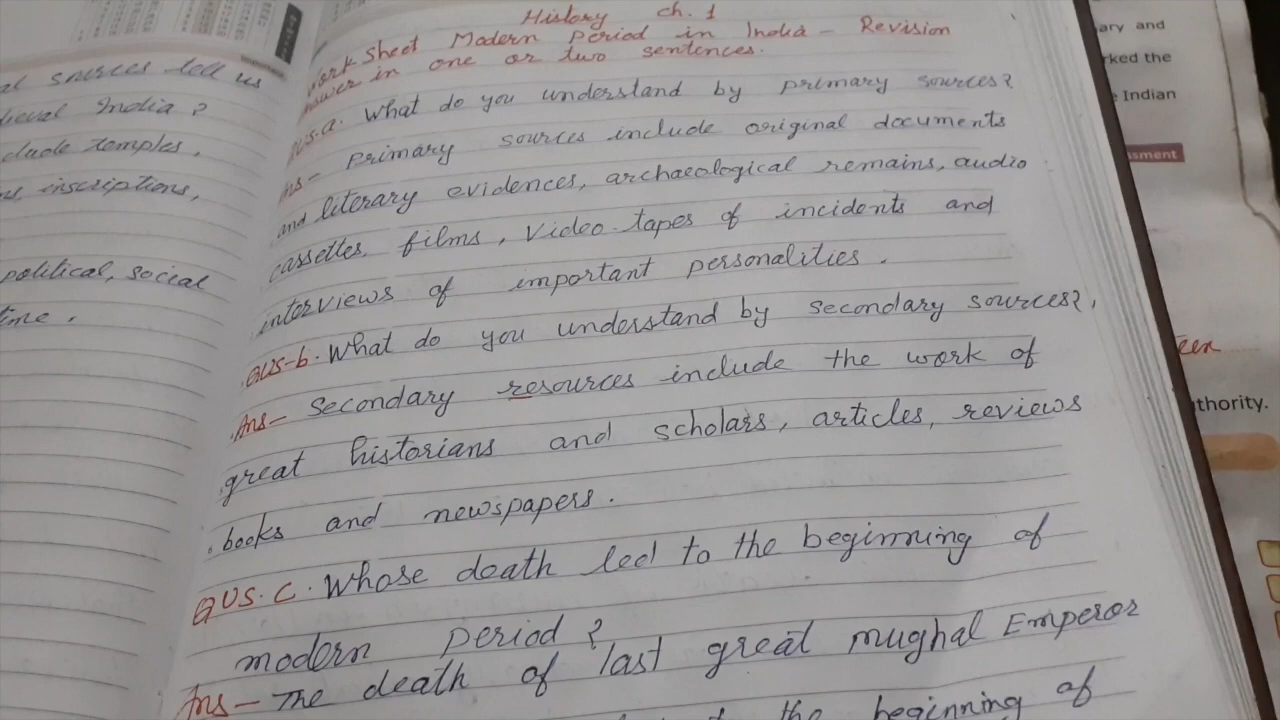 al sources tell us
ieval India ?
clude temples,
inscriptions,
political, social
time .
History ch. 1
Work Sheet Modern Period in India - Revision
Answer in one or two sentences.
QUS.a. What do you understand by primary sources?
Ans- Primary sources include original documents
and literary evidences, archaeological remains, audio
cassettes, films, Video-tapes of incidents and
interviews of important personalities .
QUS-b. What do you understand by secondary sources?
Ans- Secondary resources include the work of
great historians and scholars, articles, reviews
books and newspapers .
QUS. C. Whose death led to the beginning of
modern period ?
Ans- The death of last great mughal Emperor
the beginning of
ary and
rked the
Indian
ssment
een
thority.